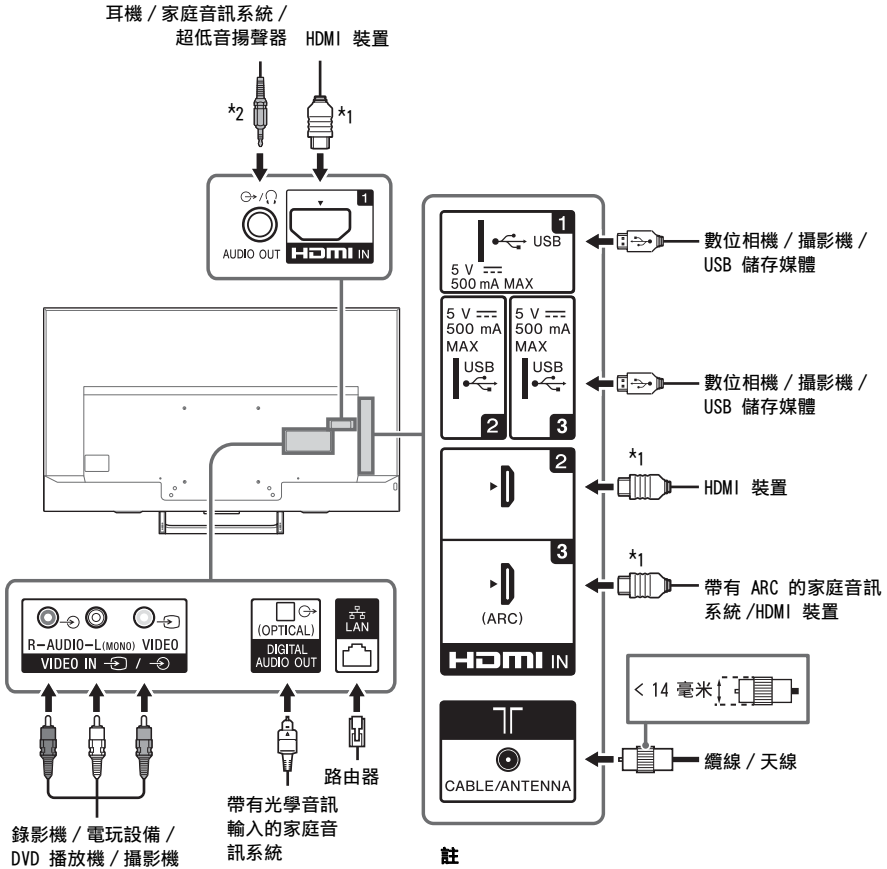 耳機 / 家庭音訊系統 /
超低音揚聲器
HDMI 裝置
*2
*1
1
AUDIO OUT
HDMI IN
1
USB
5 V
500 mA MAX
數位相機 / 攝影機 /
USB 儲存媒體
5 V
500 mA
MAX
USB
2
5 V
500 mA
MAX
USB
3
數位相機 / 攝影機 /
USB 儲存媒體
2
*1
HDMI 裝置
3
(ARC)
HDMI IN
*1
帶有 ARC 的家庭音訊
系統 /HDMI 裝置
R-AUDIO-L(MONO) VIDEO
VIDEO IN /
(OPTICAL)
DIGITAL
AUDIO OUT
LAN
< 14 毫米
CABLE/ANTENNA
纜線 / 天線
路由器
帶有光學音訊
輸入的家庭音
訊系統
錄影機 / 電玩設備 /
DVD 播放機 / 攝影機
註